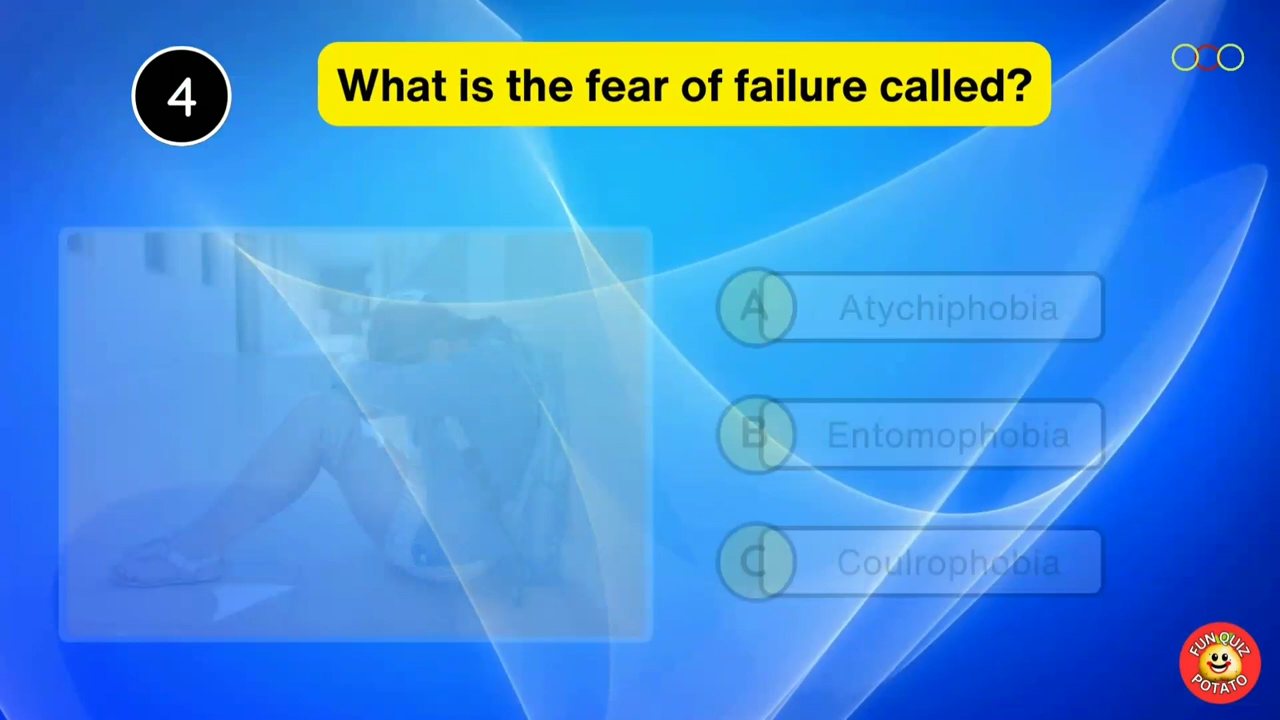 4
What is the fear of failure called?
A Atychiphobia
B Entomophobia
C Coulrophobia
FUN QUIZ
POTATO